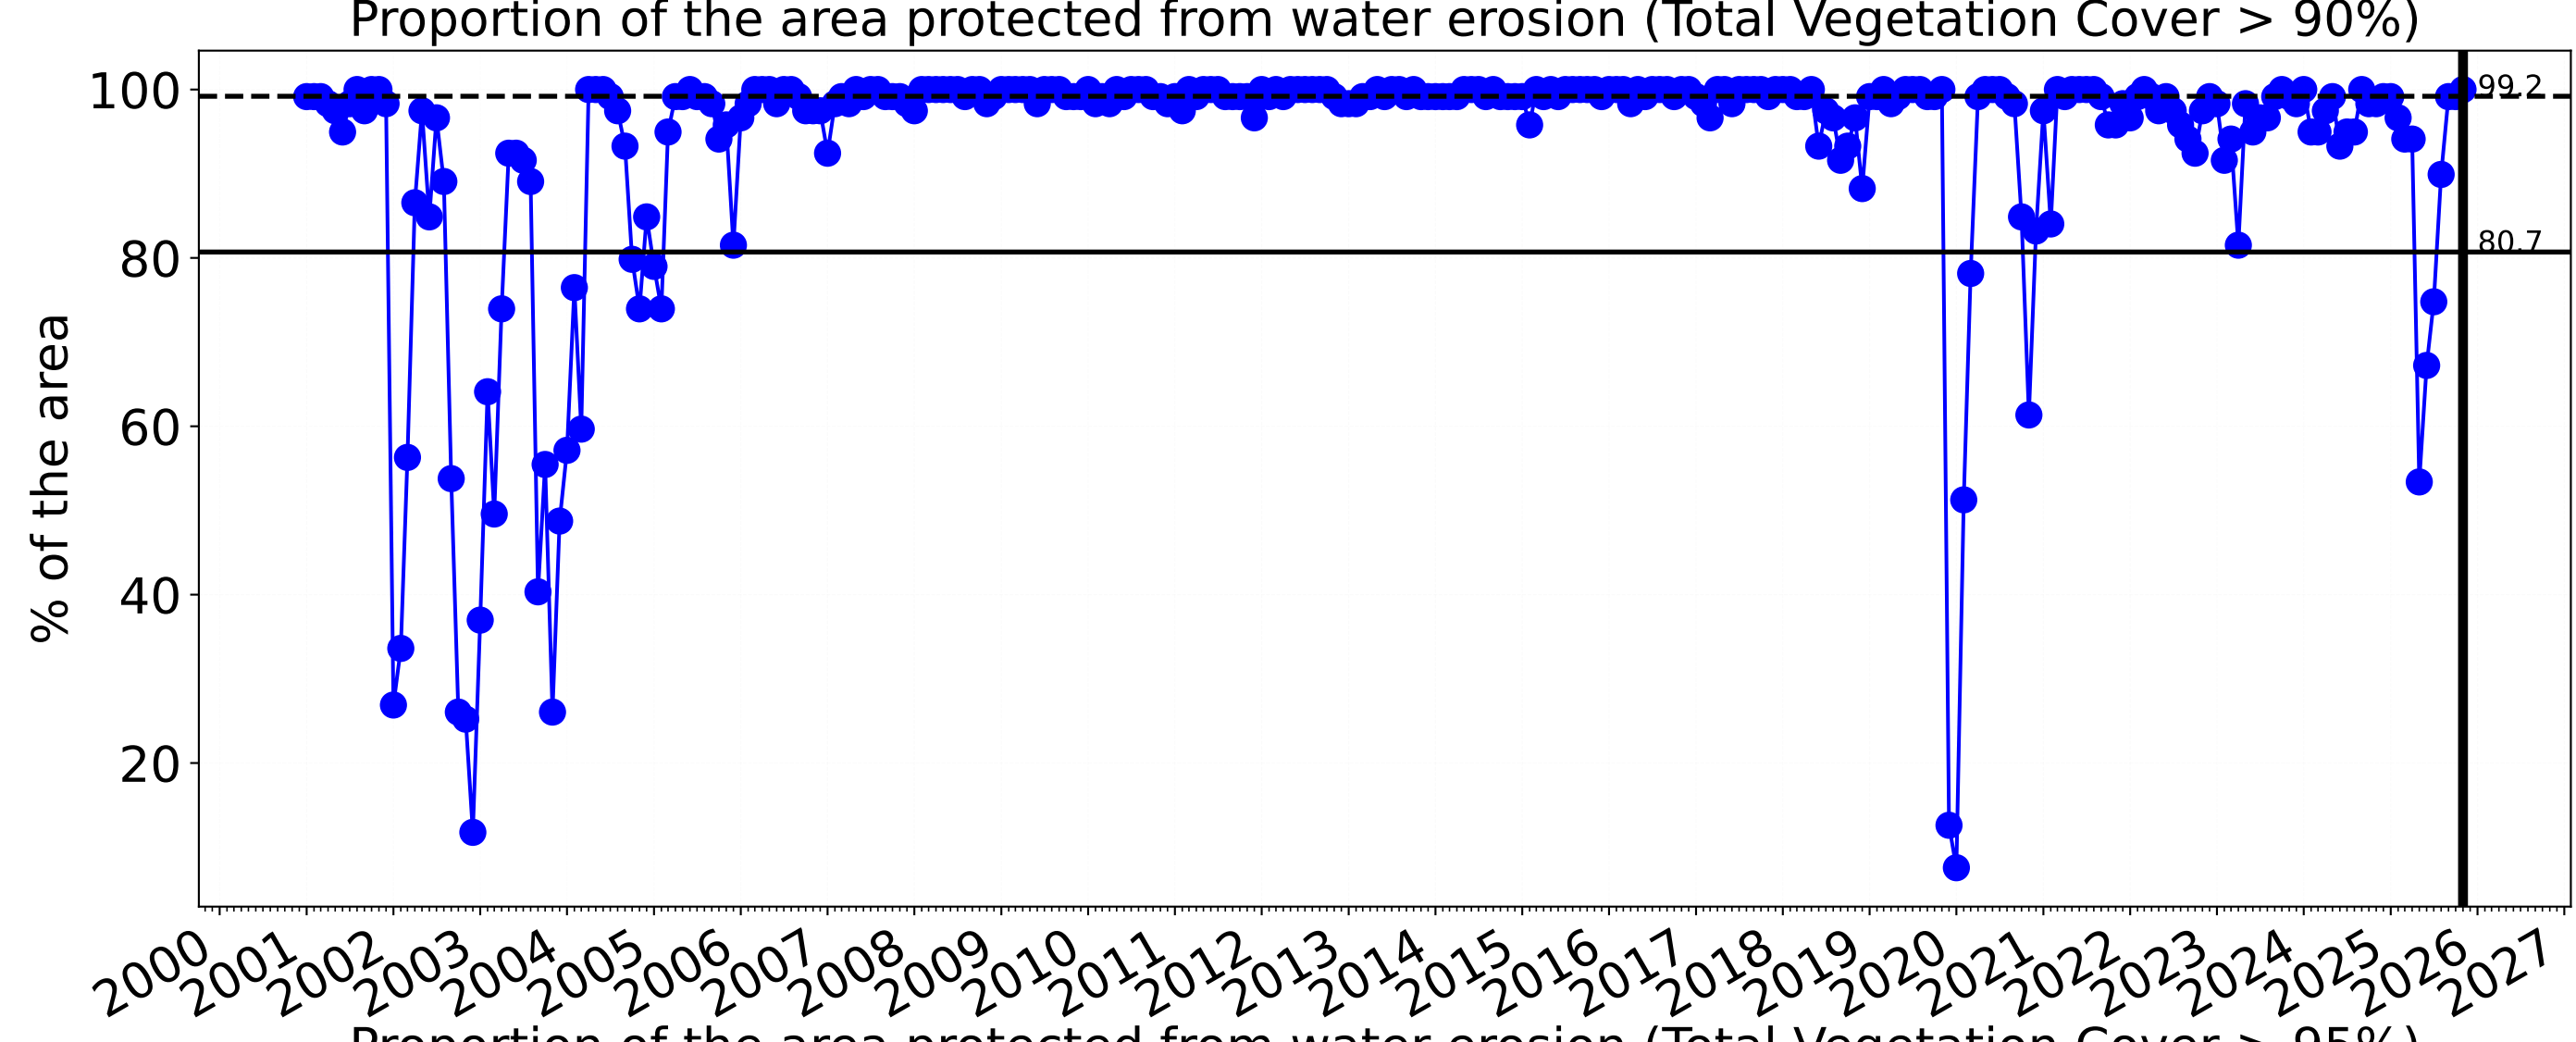 Proportion of the area protected from water erosion (Total Vegetation Cover > 90%)
% of the area
100
80
60
40
20
99.2
80.7
2000 2001 2002 2003 2004 2005 2006 2007 2008 2009 2010 2011 2012 2013 2014 2015 2016 2017 2018 2019 2020 2021 2022 2023 2024 2025 2026 2027
Proportion of the area protected from water erosion (Total Vegetation Cover > 95%)